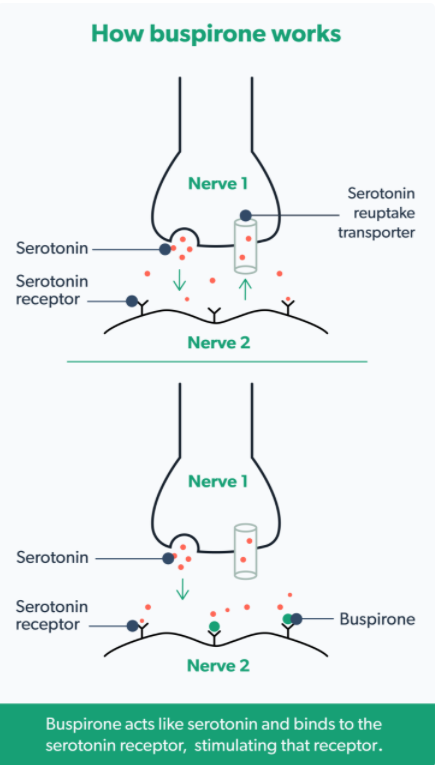 How buspirone works
Nerve 1
Serotonin
reuptake
transporter
Serotonin
Serotonin
receptor
Nerve 2
Nerve 1
Serotonin
Serotonin
receptor
Buspirone
Nerve 2
Buspirone acts like serotonin and binds to the
serotonin receptor, stimulating that receptor.